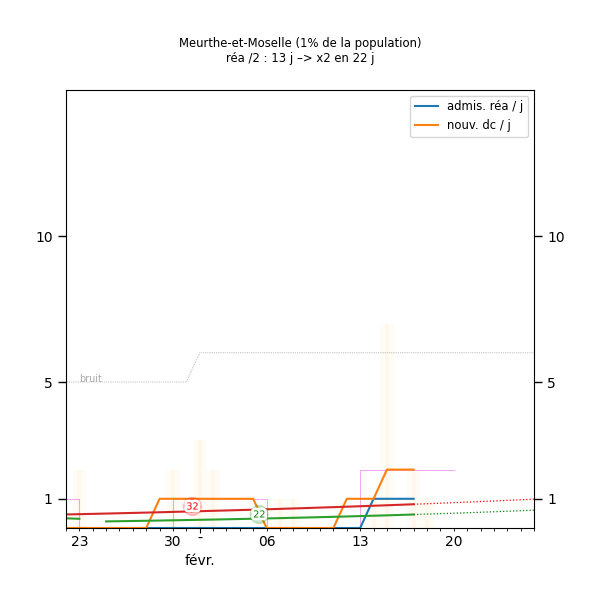 Meurthe-et-Moselle (1% de la population)
réa /2 : 13 j –> x2 en 22 j
admis. réa / j
nouv. dc / j
10
10
bruit
5
5
32
22
1
1
23
30
-
06
13
20
févr.